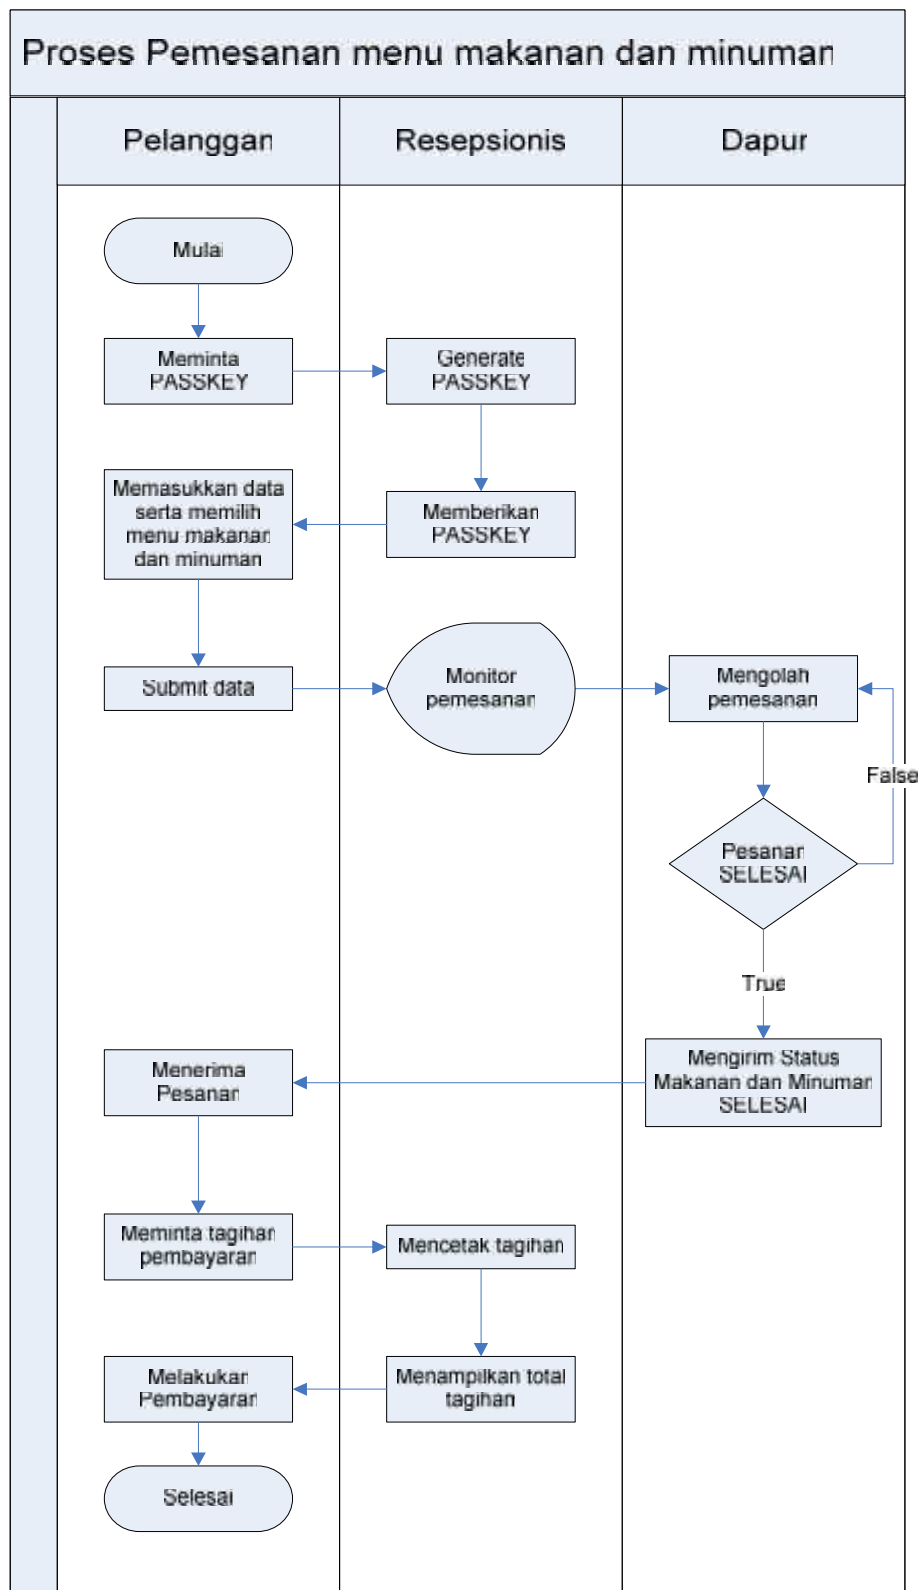 Proses Pemesanan menu makanan dan minuman
Pelanggan
Resepsionis
Dapur
Mulai
Meminta
PASSKEY
Generate
PASSKEY
Memasukkan data
serta memilih
menu makanan
dan minuman
Memberikan
PASSKEY
Submit data
Monitor
pemesanan
Mengolah
pemesanan
False
Pesanan
SELESAI
True
Mengirim Status
Makanan dan Minuman
SELESAI
Menerima
Pesanan
Meminta tagihan
pembayaran
Mencetak tagihan
Melakukan
Pembayaran
Menampilkan total
tagihan
Selesai